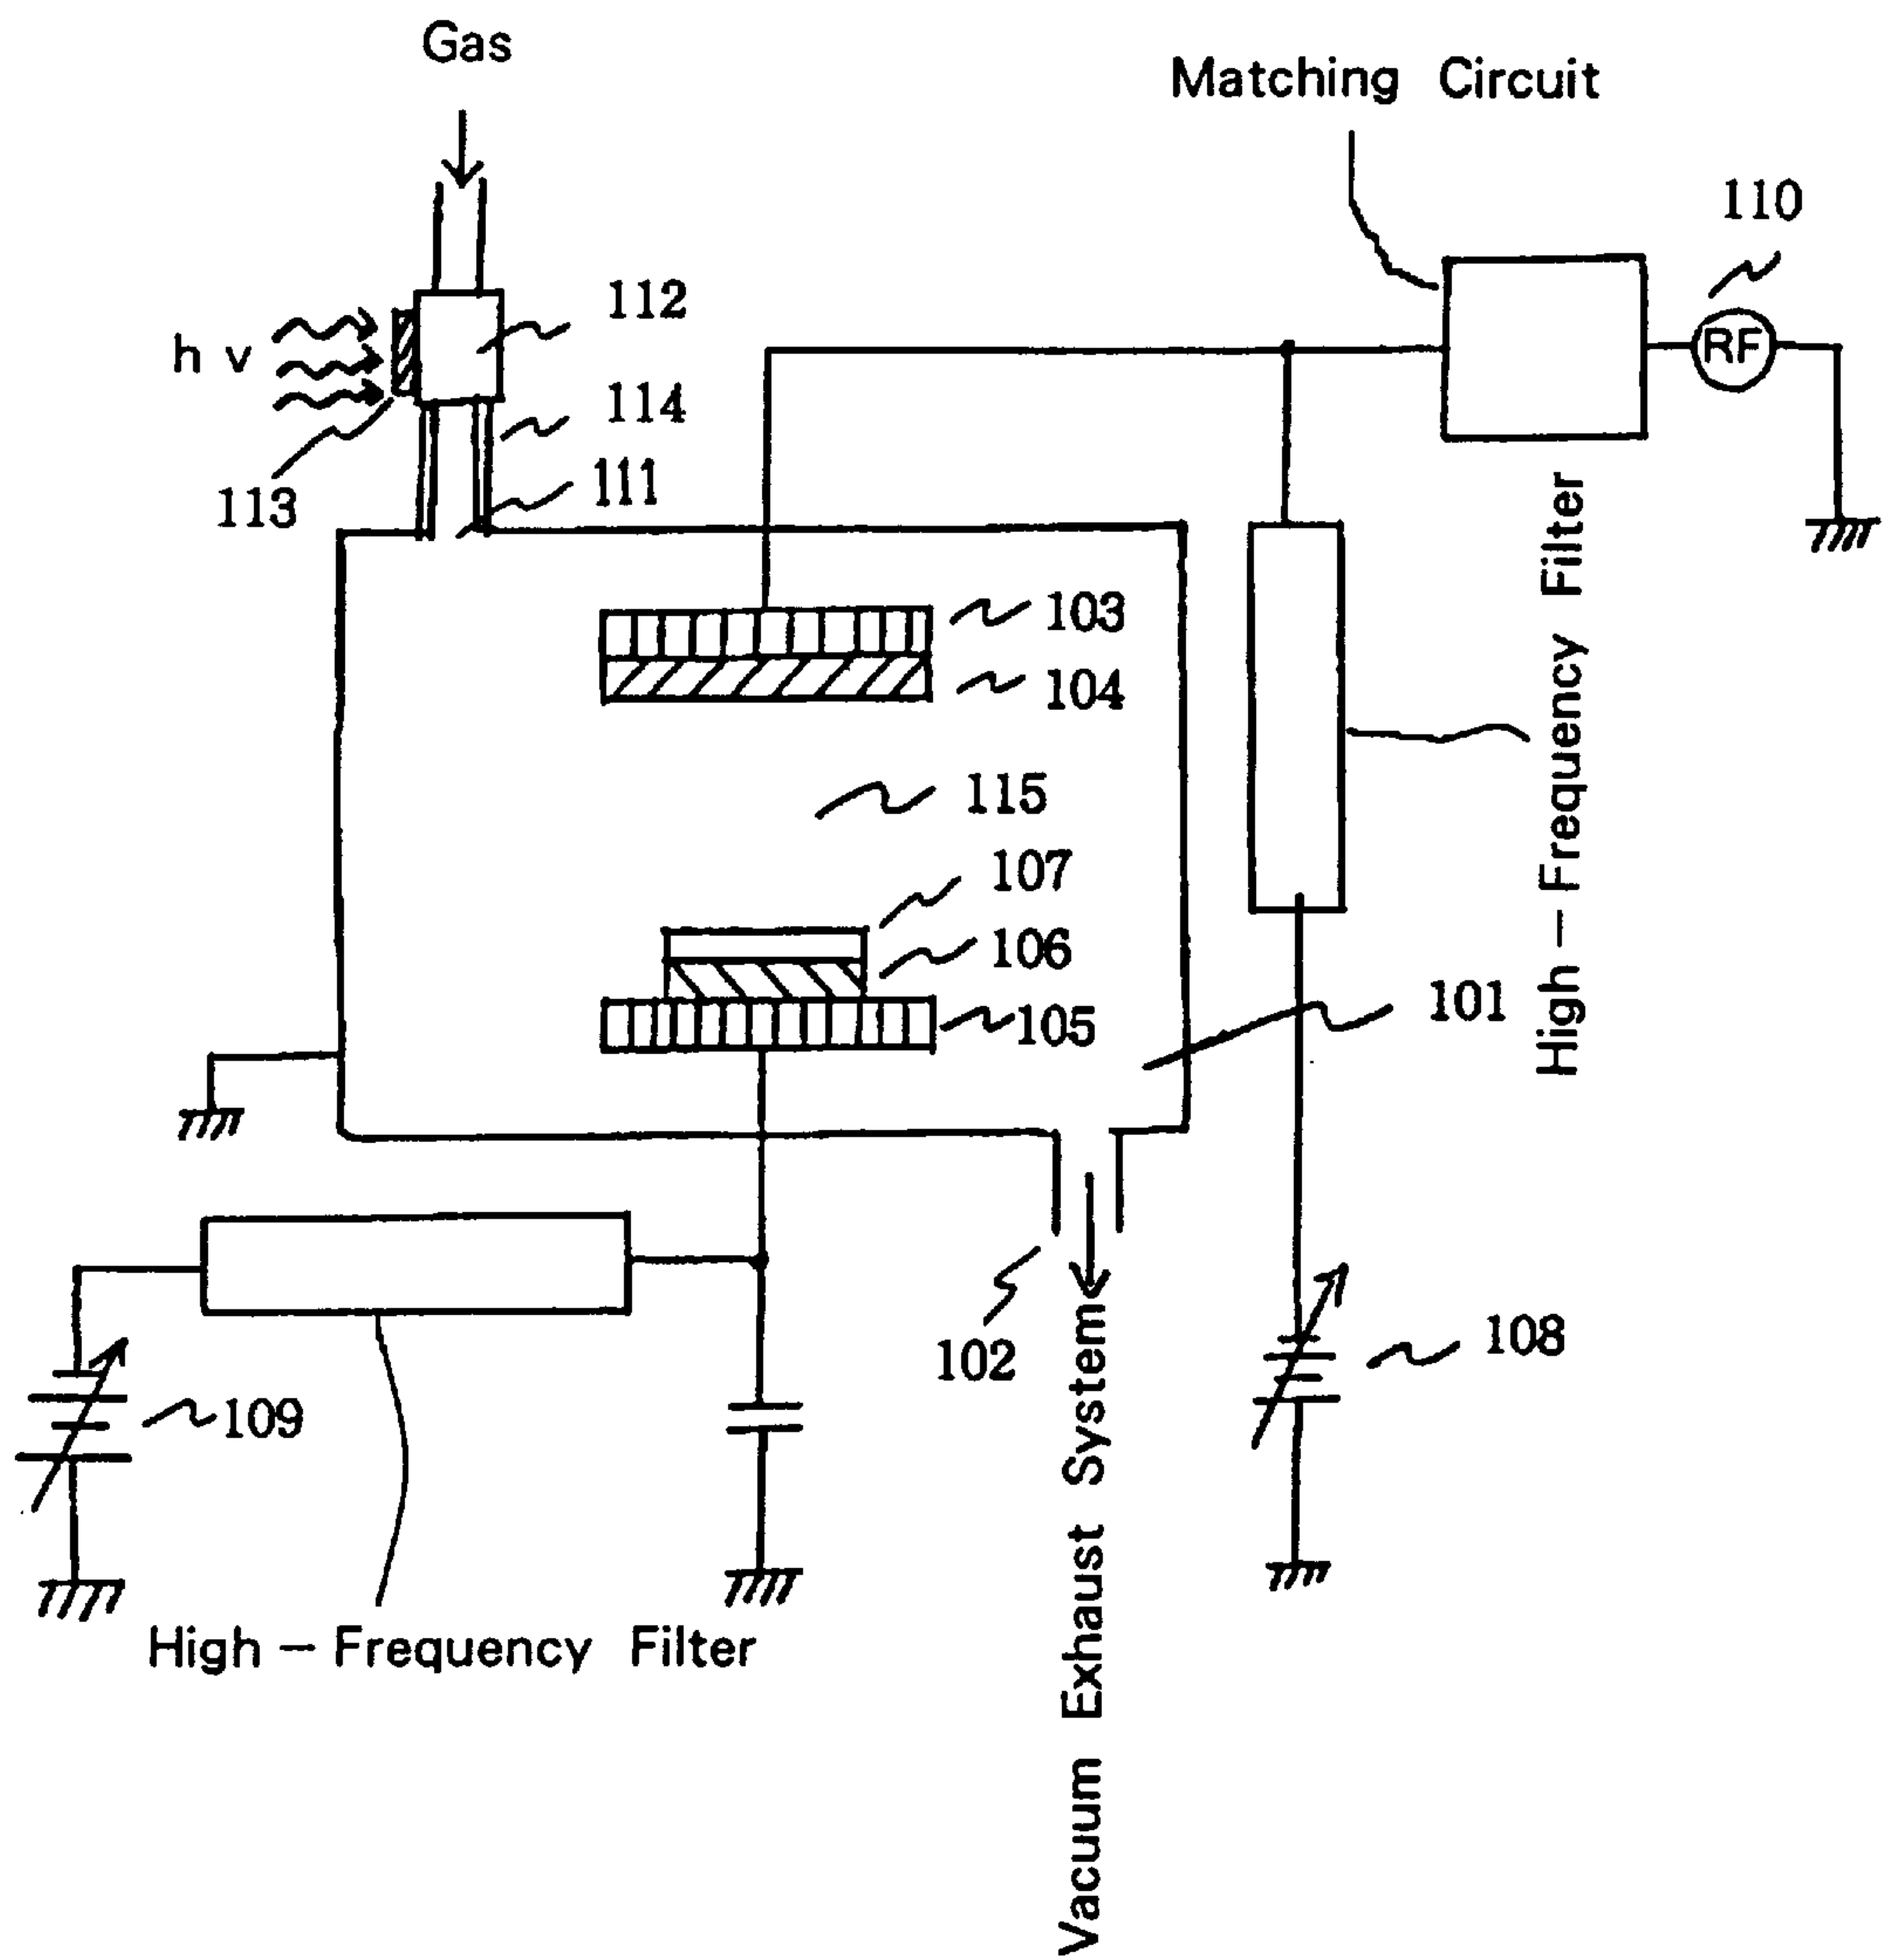 Gas
Matching Circuit
110
112
RF
h ν
114
111
113
High-Frequency Filter
103
104
115
107
106
101
105
102
108
109
High-Frequency Filter
Vacuum Exhaust System